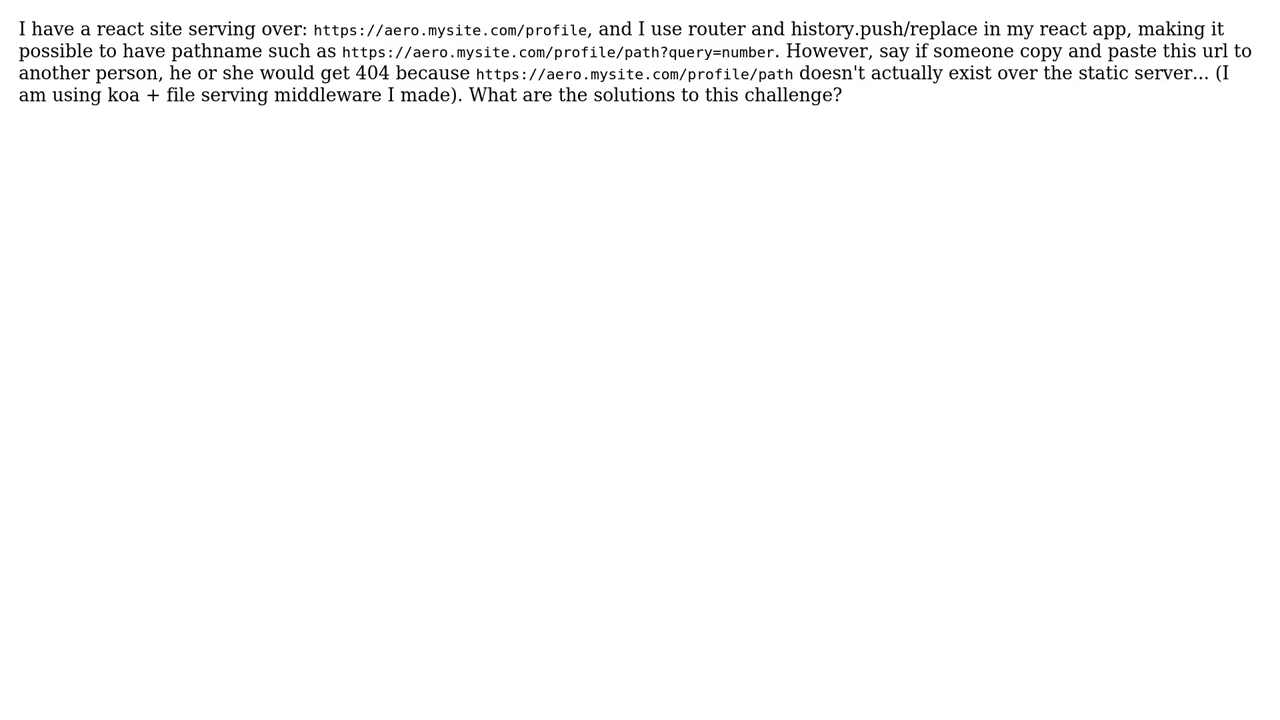 I have a react site serving over: https://aero.mysite.com/profile, and I use router and history.push/replace in my react app, making it
possible to have pathname such as https://aero.mysite.com/profile/path?query=number. However, say if someone copy and paste this url to
another person, he or she would get 404 because https://aero.mysite.com/profile/path doesn't actually exist over the static server... (I
am using koa + file serving middleware I made). What are the solutions to this challenge?